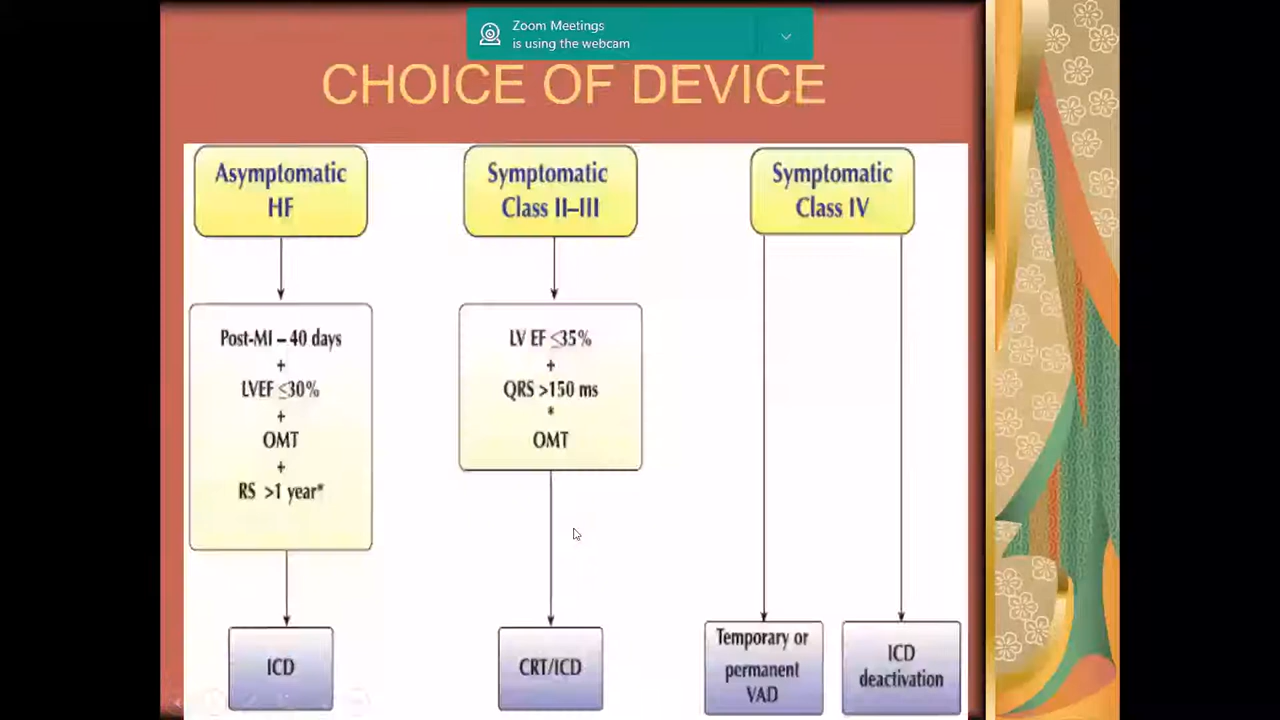 Zoom Meetings
is using the webcam
CHOICE OF DEVICE
Asymptomatic
HF
Symptomatic
Class II–III
Symptomatic
Class IV
Post-MI – 40 days
+
LVEF ≤30%
+
OMT
+
RS >1 year*
LV EF ≤35%
+
QRS >150 ms
*
OMT
ICD
CRT/ICD
Temporary or
permanent
VAD
ICD
deactivation